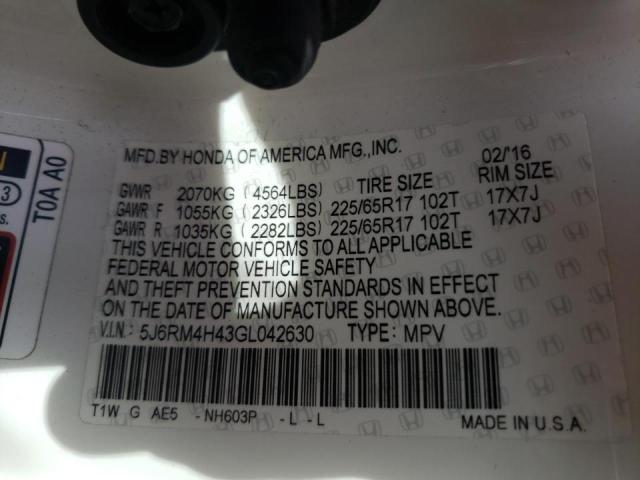 MFD.BY HONDA OF AMERICA MFG.,INC. 02/'16
GVWR 2070KG (4564LBS) TIRE SIZE RIM SIZE
GAWR F 1055KG (2326LBS) 225/65R17 102T 17X7J
GAWR R 1035KG (2282LBS) 225/65R17 102T 17X7J
THIS VEHICLE CONFORMS TO ALL APPLICABLE
FEDERAL MOTOR VEHICLE SAFETY
AND THEFT PREVENTION STANDARDS IN EFFECT
ON THE DATE OF MANUFACTURE SHOWN ABOVE.
V.I.N.: 5J6RM4H43GL042630 TYPE: MPV
T1W G AE5 - NH603P - L - L
MADE IN U.S.A.
T0A A0
3
s.